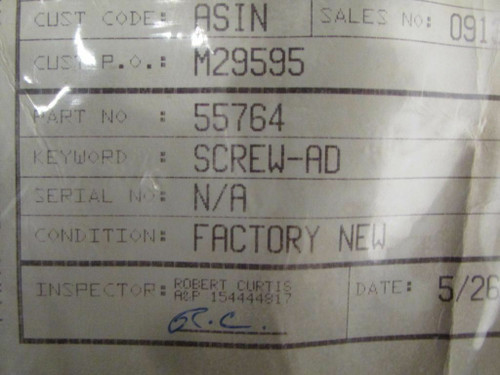 CUST CODE: ASIN SALES NO: 091
CUST P.O.: M29595
PART NO : 55764
KEYWORD : SCREW-AD
SERIAL NO: N/A
CONDITION: FACTORY NEW
INSPECTOR: ROBERT CURTIS
A&P 154444817
R.C.
DATE: 5/26